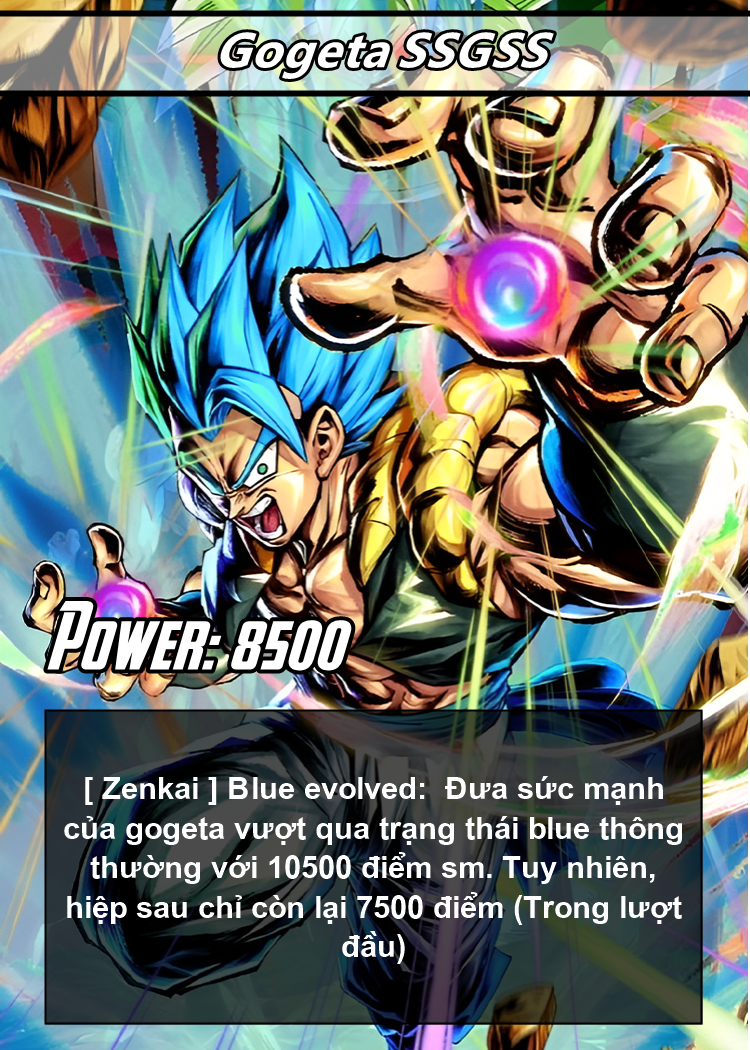 Gogeta SSGSS
POWER: 8500
[ Zenkai ] Blue evolved:  Đưa sức mạnh
của gogeta vượt qua trạng thái blue thông
thường với 10500 điểm sm. Tuy nhiên,
hiệp sau chỉ còn lại 7500 điểm (Trong lượt
đầu)